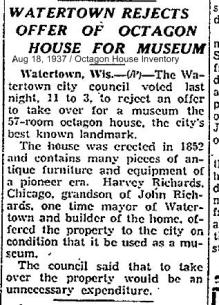 WATERTOWN REJECTS
OFFER OF OCTAGON
HOUSE FOR MUSEUM
Aug 18, 1937 / Octagon House Inventory
Watertown, Wis.—(AP)—The Wa-
tertown city council voted last
night, 11 to 3, to reject an offer
to take over for a museum the
57-room octagon house, the city's
best known landmark.
The house was erected in 1852
and contains many pieces of an-
tique furniture and equipment of
a pioneer era. Harvey Richards,
Chicago, grandson of John Rich-
ards, one time mayor of Water-
town and builder of the home, of-
fered the property to the city on
condition that it be used as a mu-
seum.
The council said that to take
over the property would be an
unnecessary expenditure.